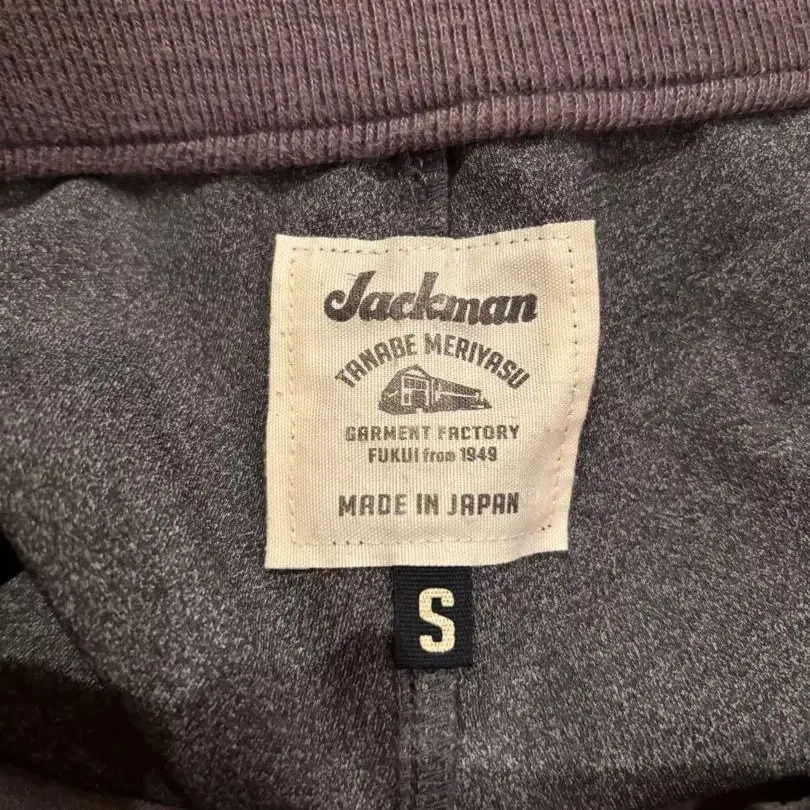 Jackman
TANABE MERIYASU
GARMENT FACTORY
FUKUI from 1949
MADE IN JAPAN
S